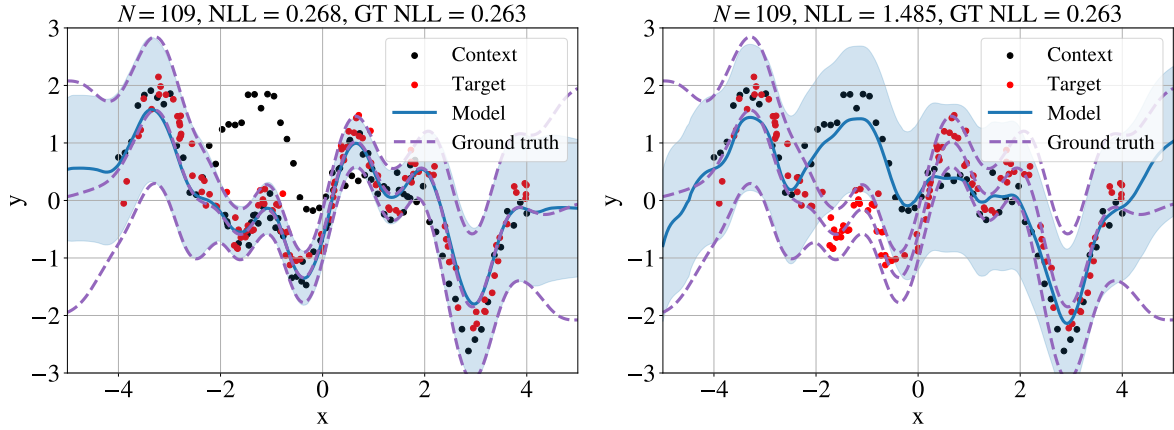 N = 109, NLL = 0.268, GT NLL = 0.263
3
2
1
0
−1
−2
−3
y
−4
−2
0
2
4
x
Context
Target
Model
Ground truth
N = 109, NLL = 1.485, GT NLL = 0.263
3
2
1
0
−1
−2
−3
y
−4
−2
0
2
4
x
Context
Target
Model
Ground truth